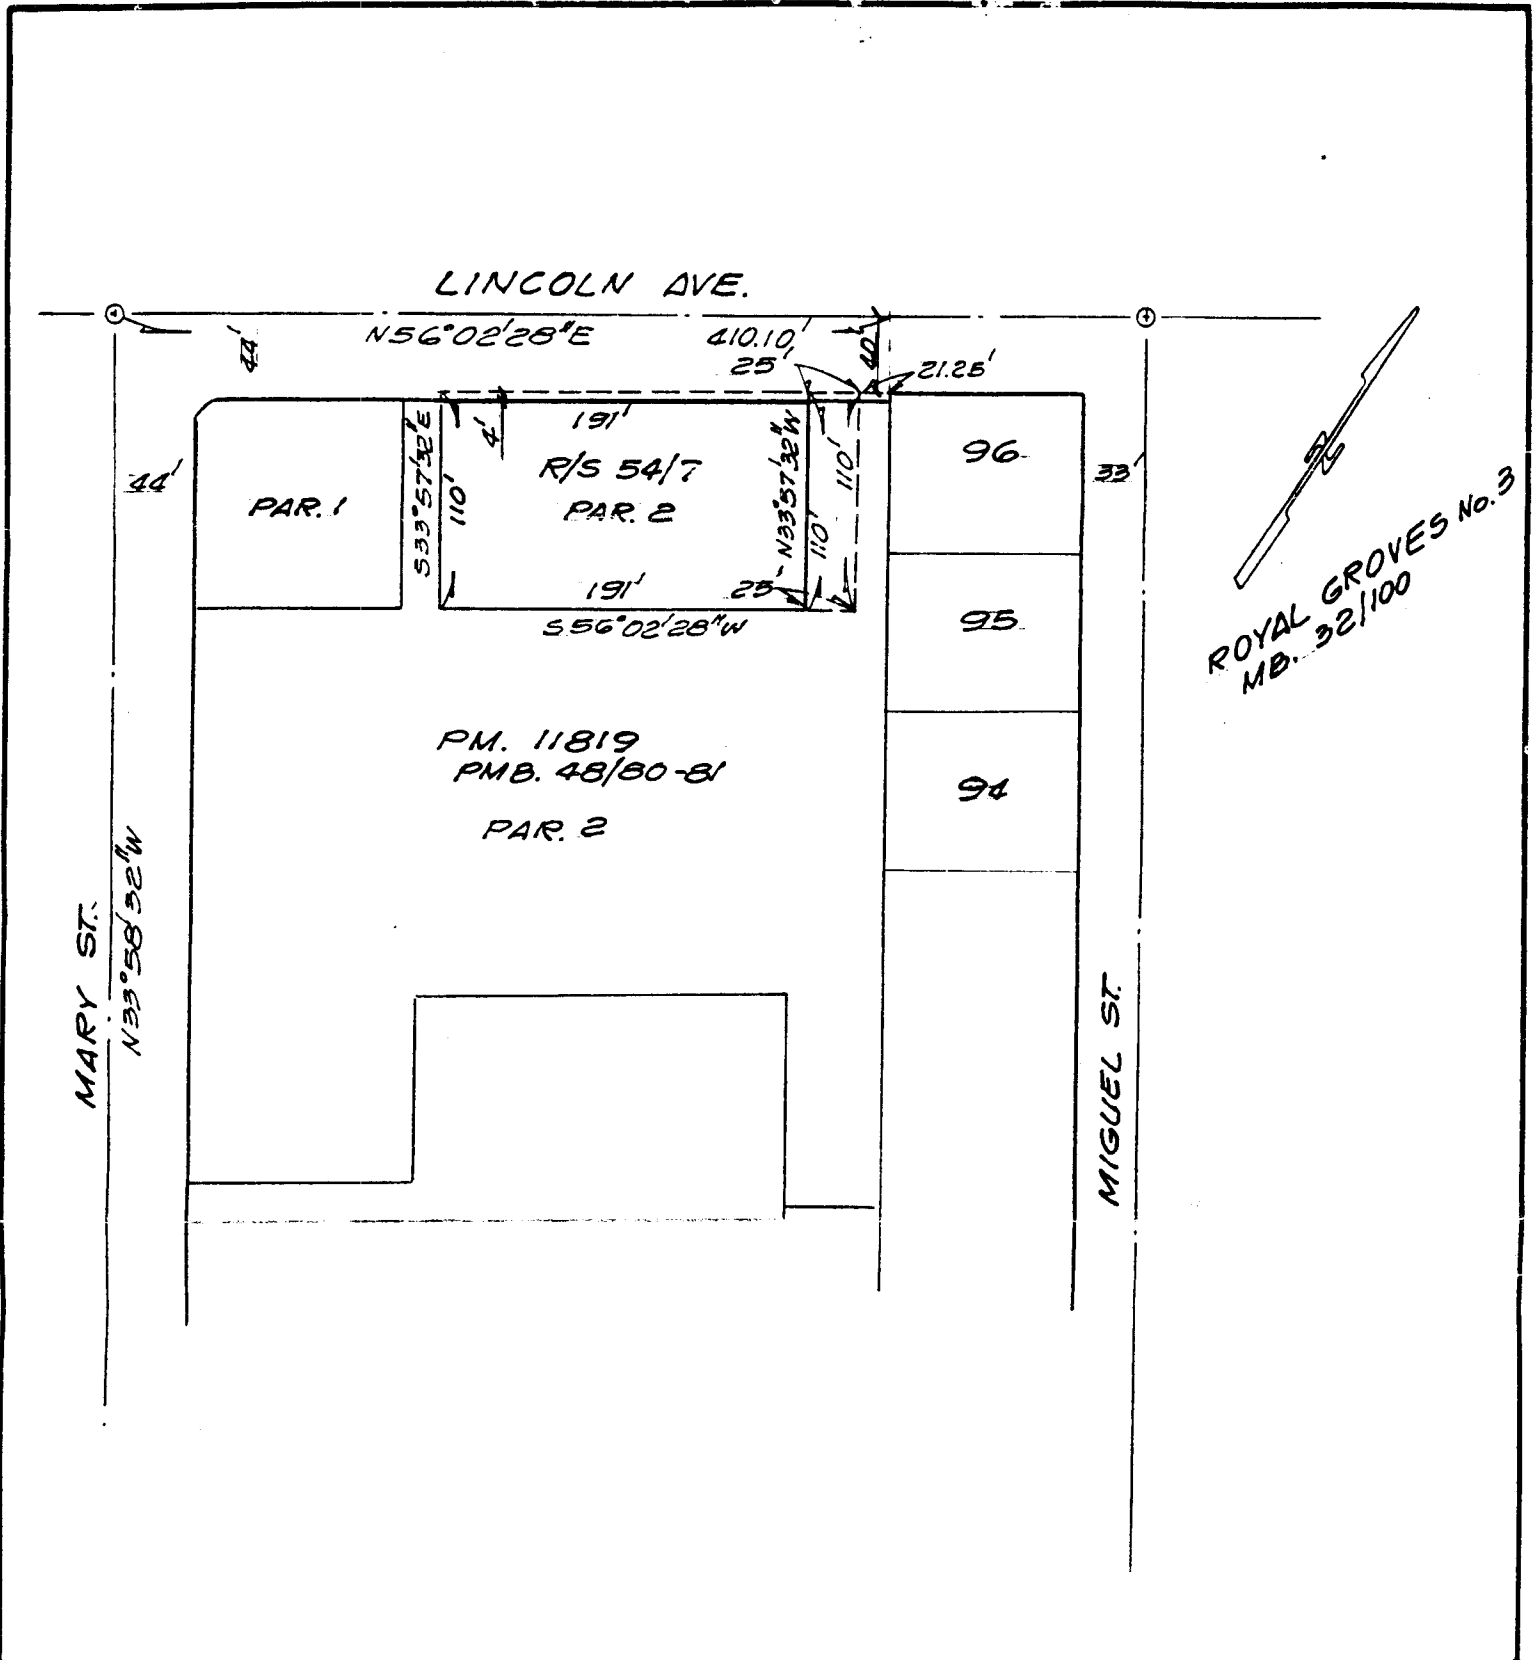 LINCOLN AVE.
N56°02'28"E
410.10'
44'
25'
40'
21.25'
191'
4'
S33°57'32"E
110'
R/S 54/7
PAR. 2
N33°57'32"W
110'
110'
96
33'
44'
PAR. 1
191'
25'
S56°02'28"W
95
ROYAL GROVES No. 3
MB. 32/100
PM. 11819
PMB. 48/80-81
PAR. 2
94
MARY ST.
N33°58'32"W
MIGUEL ST.